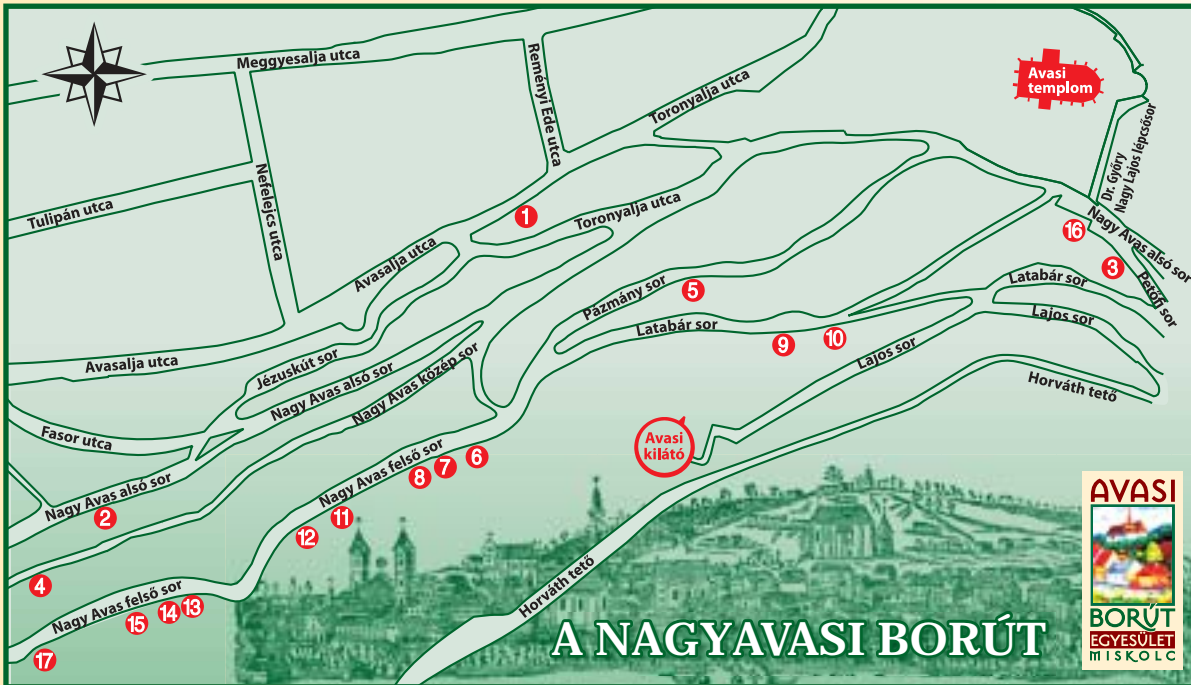 Meggyesalja utca
Reményi Ede utca
Toronyalja utca
Avasi
templom
Dr. Győry
Nagy Lajos lépcsősor
Nefelejcs utca
Tulipán utca
1
Toronyalja utca
16
Nagy Avas alsó sor
3
Petőfi sor
Avasalja utca
Latabár sor
Pázmány sor
5
Lajos sor
Latabár sor
9
10
Avasalja utca
Jézuskút sor
Nagy Avas alsó sor
Nagy Avas közép sor
Lajos sor
Horváth tető
Fasor utca
Avasi
kilátó
Nagy Avas felső sor
8
7
6
Nagy Avas alsó sor
2
11
12
4
Nagy Avas felső sor
15
14
13
17
Horváth tető
A NAGYAVASI BORÚT
AVASI
BORÚT
EGYESÜLET
MISKOLC